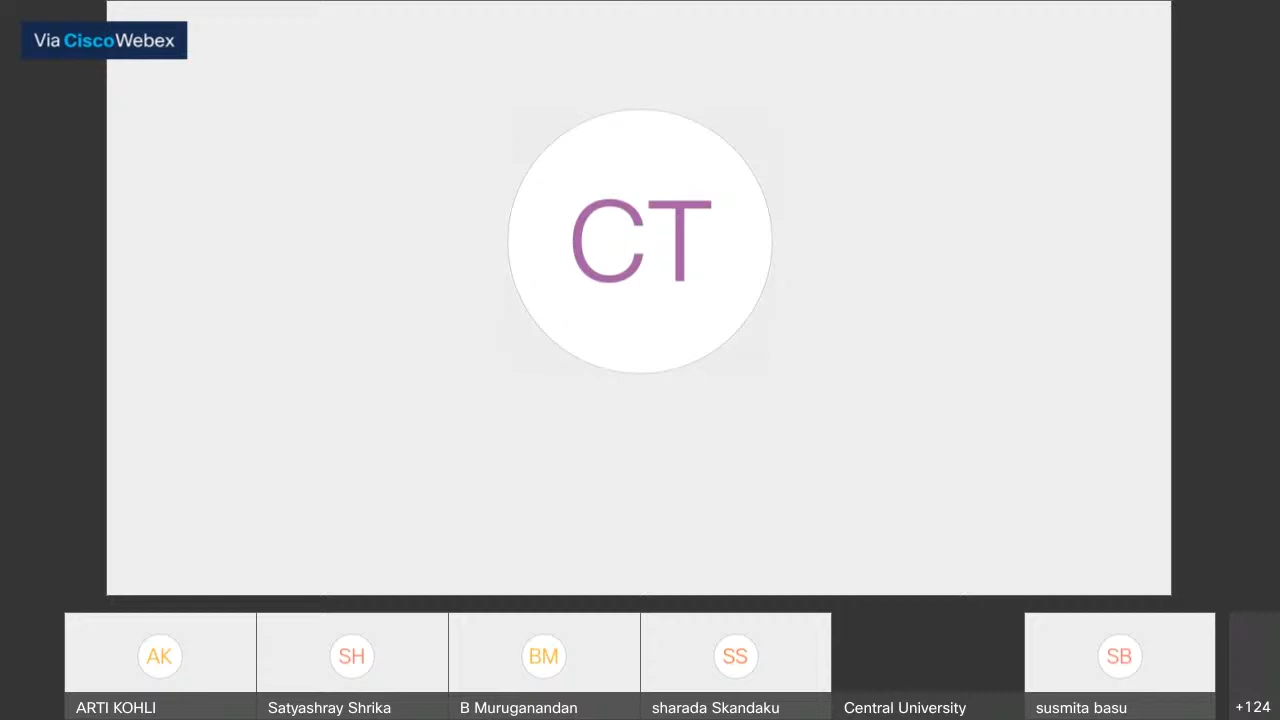 Via CiscoWebex
CT
AK
SH
BM
SS
SB
ARTI KOHLI
Satyashray Shrika
B Muruganandan
sharada Skandaku
Central University
susmita basu
+124